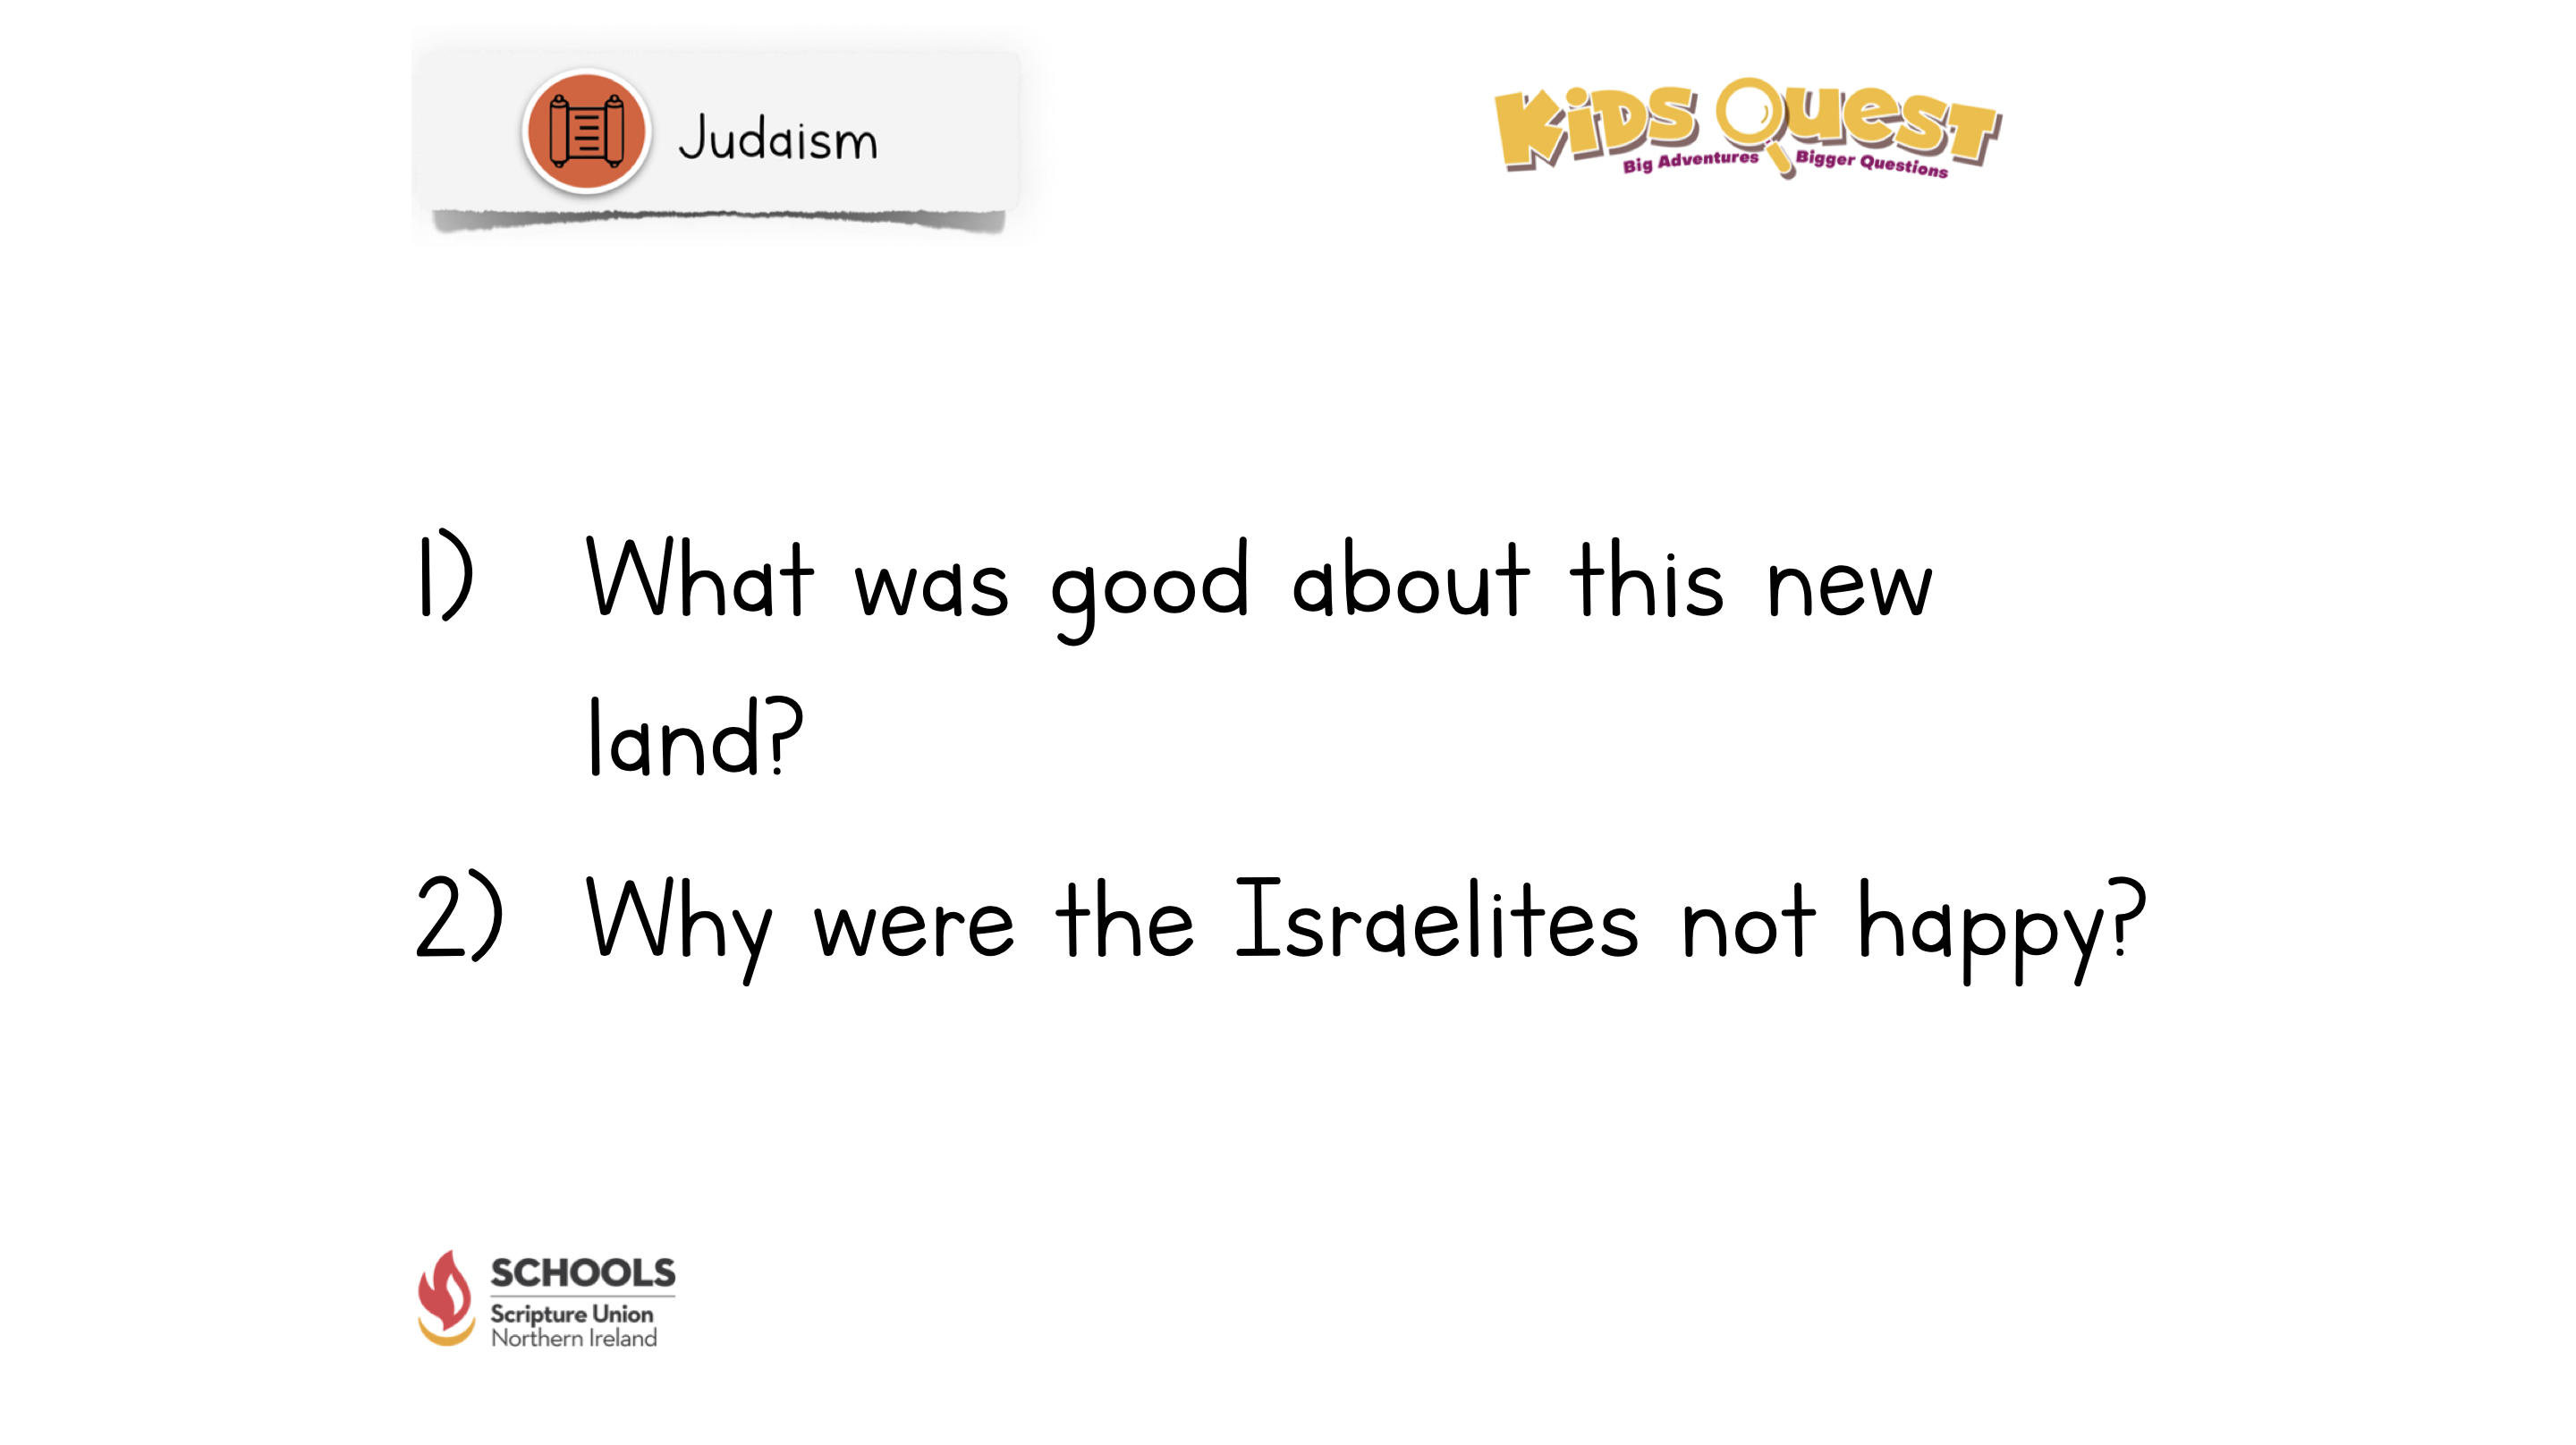 Judaism
KiDS QUEST
Big Adventures Bigger Questions
1) What was good about this new
land?
2) Why were the Israelites not happy?
SCHOOLS
Scripture Union
Northern Ireland